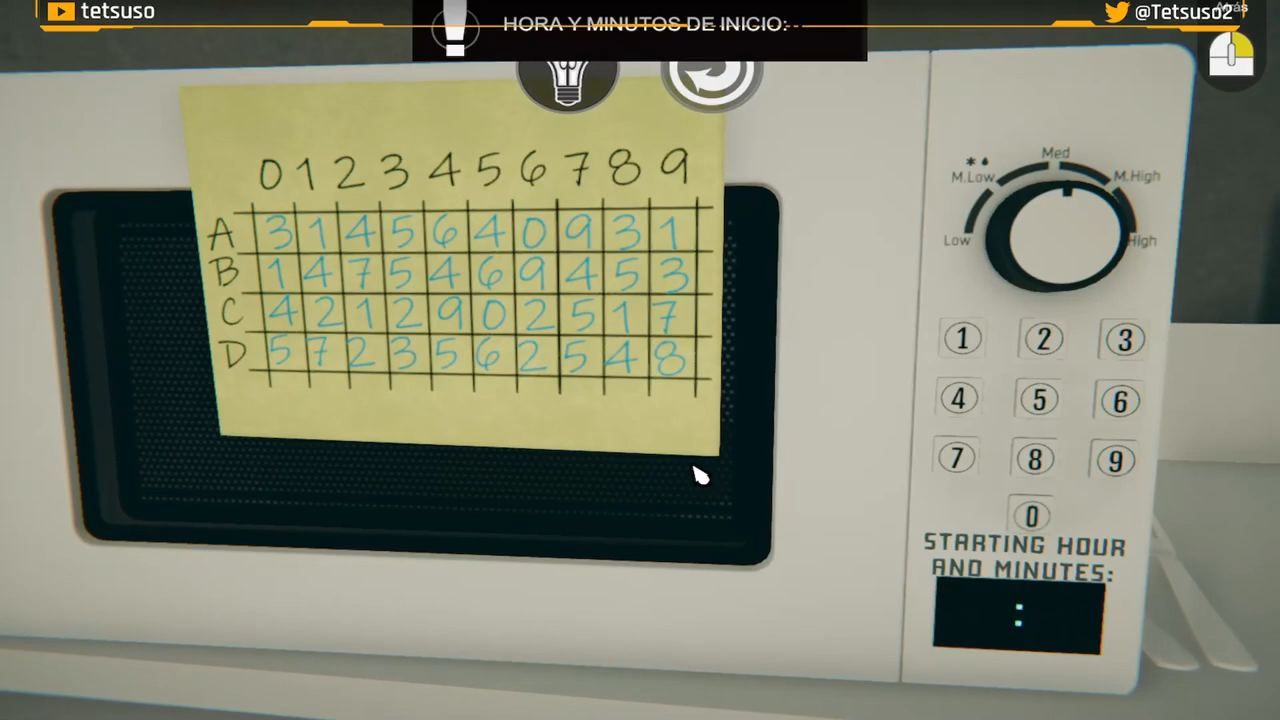 tetsuso
HORA Y MINUTOS DE INICIO:
@Tetsuso2
Atrás
0 1 2 3 4 5 6 7 8 9
A 3 1 4 5 6 4 0 9 3 1
B 1 4 7 5 4 6 9 4 5 3
C 4 2 1 2 9 0 2 5 1 7
D 5 7 2 3 5 6 2 5 4 8
Med
M.Low
M.High
Low
High
1 2 3
4 5 6
7 8 9
0
STARTING HOUR
AND MINUTES:
: